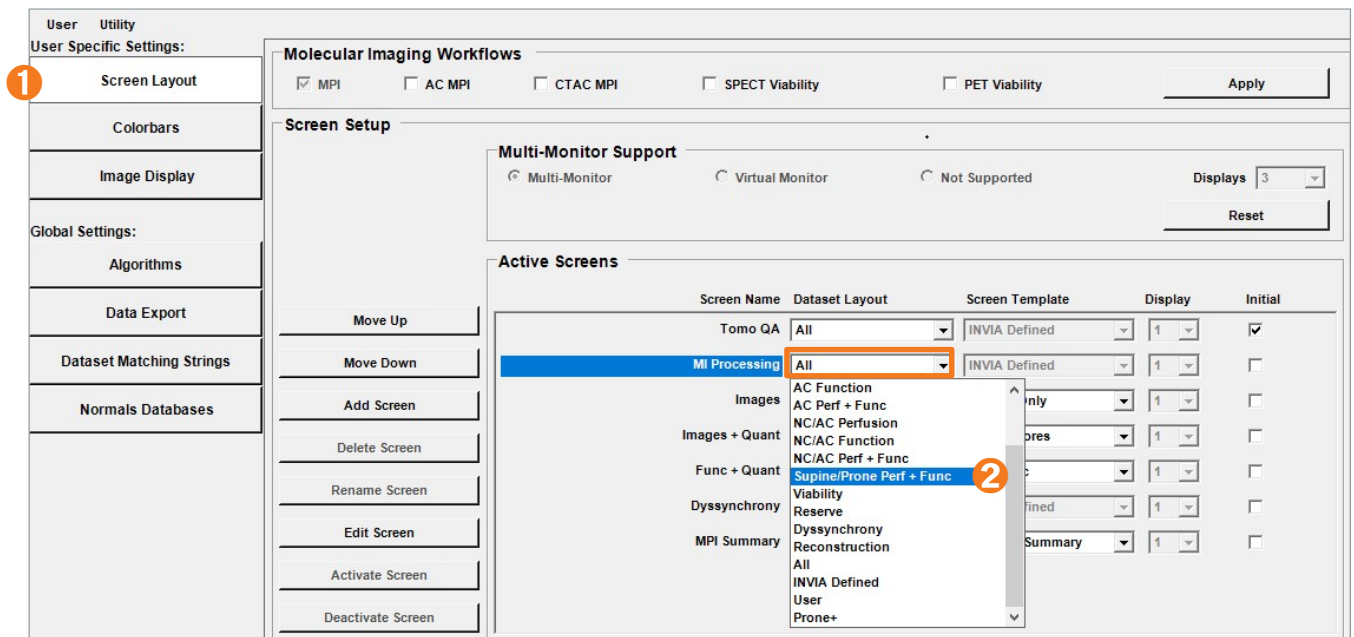 User Utility
User Specific Settings:
1
Screen Layout
Colorbars
Image Display
Global Settings:
Algorithms
Data Export
Dataset Matching Strings
Normals Databases
Molecular Imaging Workflows
MPI AC MPI CTAC MPI SPECT Viability PET Viability Apply
Screen Setup
Multi-Monitor Support
Multi-Monitor Virtual Monitor Not Supported Displays 3
Reset
Move Up
Move Down
Add Screen
Delete Screen
Rename Screen
Edit Screen
Activate Screen
Deactivate Screen
Active Screens
Screen Name Dataset Layout Screen Template Display Initial
Tomo QA All INVIA Defined 1
MI Processing All INVIA Defined 1
Images 1
Images + Quant 1
Func + Quant 1
Dyssynchrony 1
MPI Summary Summary 1
AC Function
AC Perf + Func
NC/AC Perfusion
NC/AC Function
NC/AC Perf + Func
Supine/Prone Perf + Func 2
Viability
Reserve
Dyssynchrony
Reconstruction
All
INVIA Defined
User
Prone+